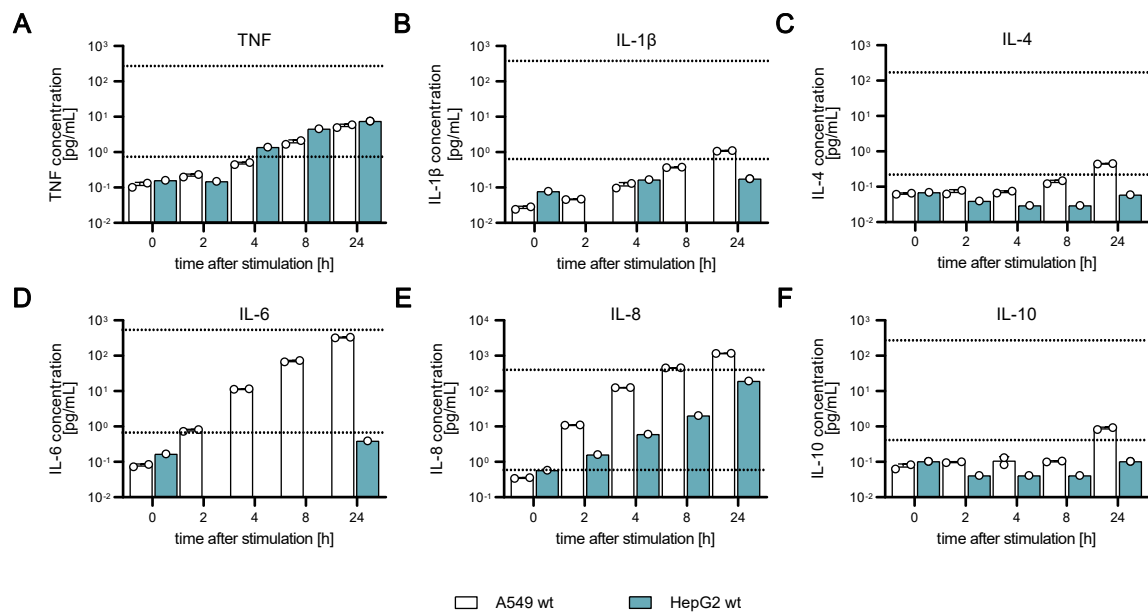 A
TNF
TNF concentration
[pg/mL]
10³
10²
10¹
10⁰
10⁻¹
10⁻²
0 2 4 8 24
time after stimulation [h]
B
IL-1β
IL-1β concentration
[pg/mL]
10³
10²
10¹
10⁰
10⁻¹
10⁻²
0 2 4 8 24
time after stimulation [h]
C
IL-4
IL-4 concentration
[pg/mL]
10³
10²
10¹
10⁰
10⁻¹
10⁻²
0 2 4 8 24
time after stimulation [h]
D
IL-6
IL-6 concentration
[pg/mL]
10³
10²
10¹
10⁰
10⁻¹
10⁻²
0 2 4 8 24
time after stimulation [h]
E
IL-8
IL-8 concentration
[pg/mL]
10⁴
10³
10²
10¹
10⁰
10⁻¹
0 2 4 8 24
time after stimulation [h]
F
IL-10
IL-10 concentration
[pg/mL]
10³
10²
10¹
10⁰
10⁻¹
10⁻²
0 2 4 8 24
time after stimulation [h]
A549 wt
HepG2 wt